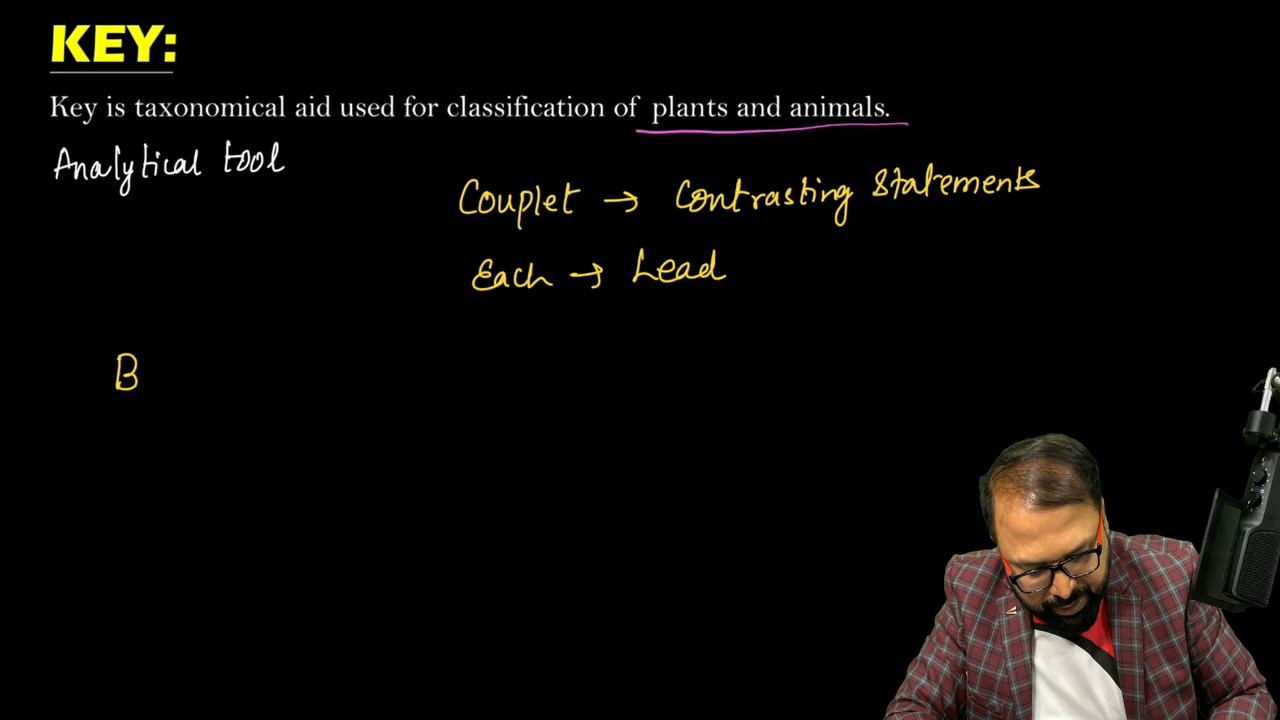 KEY:
Key is taxonomical aid used for classification of plants and animals.
Analytical tool
Couplet → Contrasting Statements
Each → Lead
B